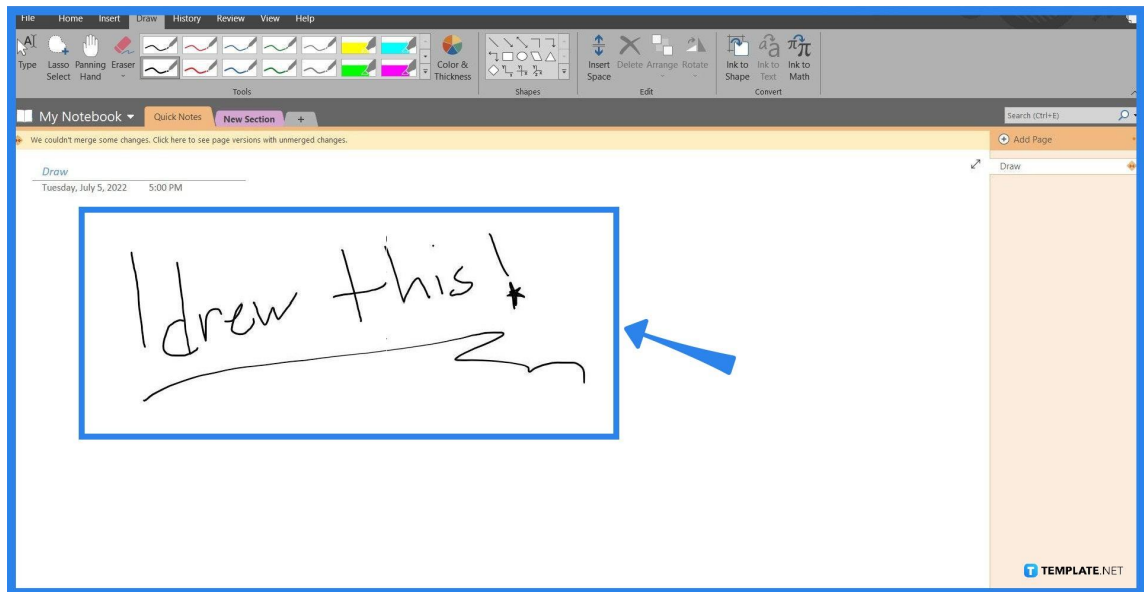 File Home Insert Draw History Review View Help
Type Lasso Select Panning Hand Eraser Color & Thickness Insert Space Delete Arrange Rotate Ink to Shape Ink to Text Ink to Math
Tools Shapes Edit Convert
My Notebook Quick Notes New Section + Search (Ctrl+E)
We couldn't merge some changes. Click here to see page versions with unmerged changes. Add Page
Draw Draw
Tuesday, July 5, 2022 5:00 PM
I drew this!
T TEMPLATE.NET